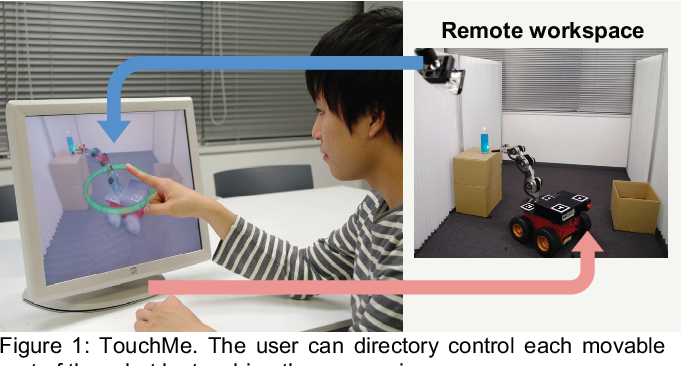 Remote workspace
Figure 1: TouchMe. The user can directory control each movable